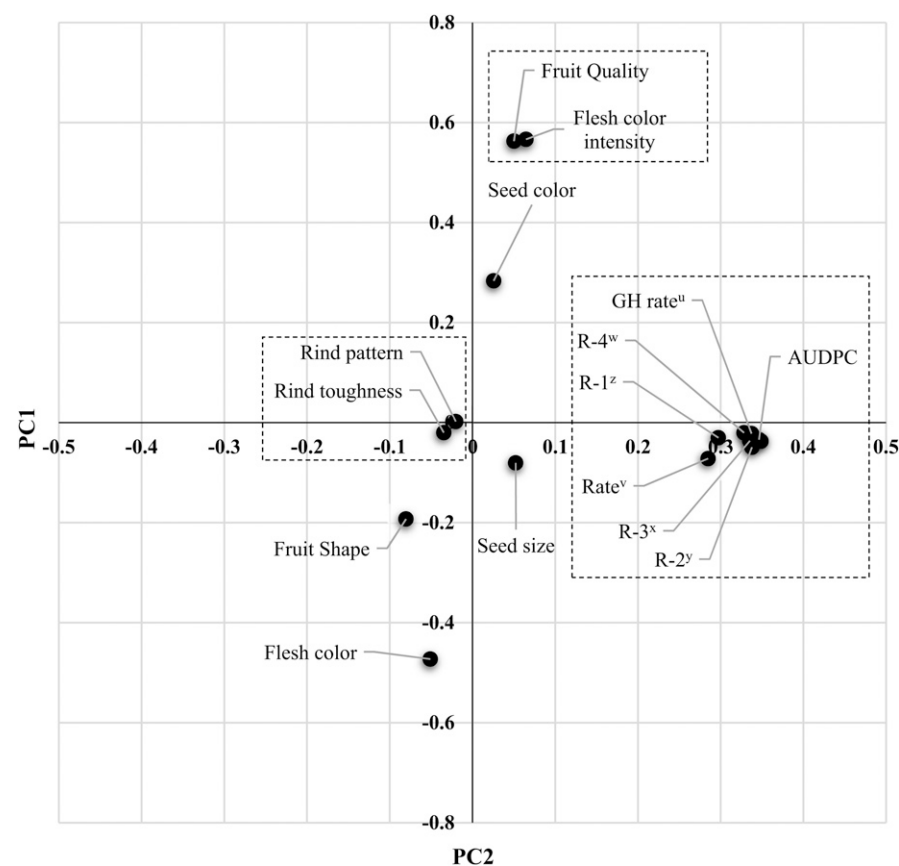 0.8
Fruit Quality
0.6
Flesh color
intensity
Seed color
0.4
GH rateᵘ
0.2
R-4ʷ
Rind pattern
AUDPC
R-1ᶻ
Rind toughness
PC1
0
-0.5
-0.4
-0.3
-0.2
-0.1
0
0.1
0.2
0.3
0.4
0.5
Rateᵛ
-0.2
R-3ˣ
Fruit Shape
Seed size
R-2ʸ
-0.4
Flesh color
-0.6
-0.8
PC2